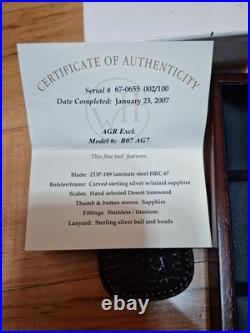 CERTIFICATE OF AUTHENTICITY
Serial # 67-0655 002/100
Date Completed: January 23, 2007
AGR Excl.
Model #: B07 AG7
This fine tool features
Blade: ZDP-189 laminate steel HRC 67
Bolster/frame: Carved sterling silver w/inlaid sapphire
Scales: Hand selected Desert Ironwood
Thumb & button stones: Sapphire
Fittings: Stainless / titanium
Lanyard: Sterling silver bail and beads